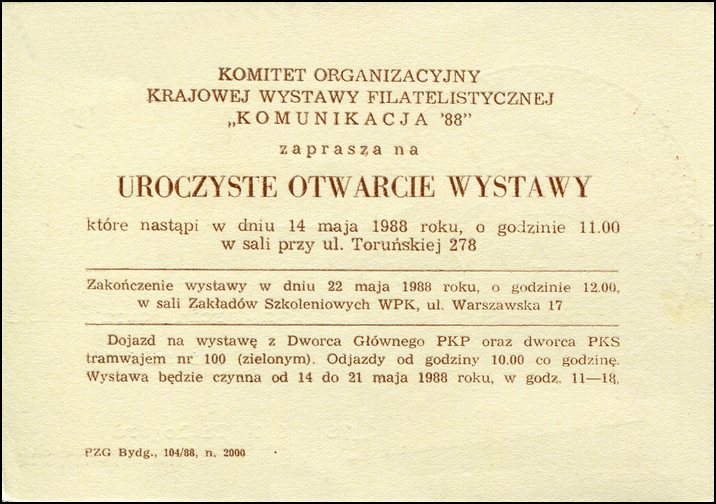 KOMITET ORGANIZACYJNY
KRAJOWEJ WYSTAWY FILATELISTYCZNEJ
„KOMUNIKACJA '88”
zaprasza na
UROCZYSTE OTWARCIE WYSTAWY
które nastąpi w dniu 14 maja 1988 roku, o godzinie 11.00
w sali przy ul. Toruńskiej 278
Zakończenie wystawy w dniu 22 maja 1988 roku, o godzinie 12.00,
w sali Zakładów Szkoleniowych WPK, ul. Warszawska 17
Dojazd na wystawę z Dworca Głównego PKP oraz dworca PKS
tramwajem nr 100 (zielonym). Odjazdy od godziny 10.00 co godzinę.
Wystawa będzie czynna od 14 do 21 maja 1988 roku, w godz. 11—18.
PZG Bydg., 104/88, n. 2000